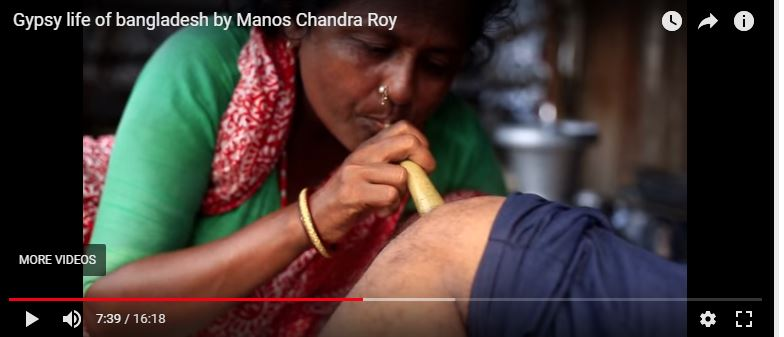 Gypsy life of bangladesh by Manos Chandra Roy
MORE VIDEOS
7:39 / 16:18